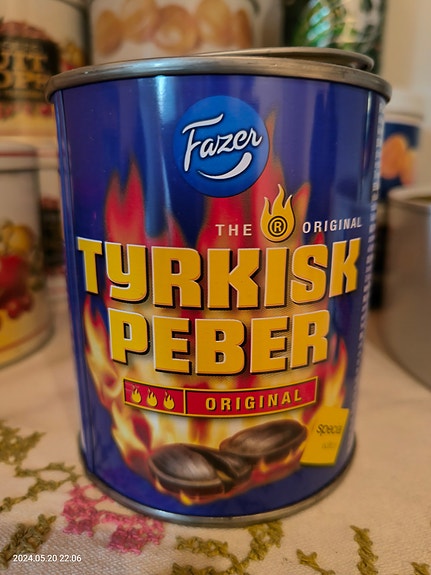 Fazer
THE ® ORIGINAL
TYRKISK
PEBER
ORIGINAL
2024.05.20 22:06